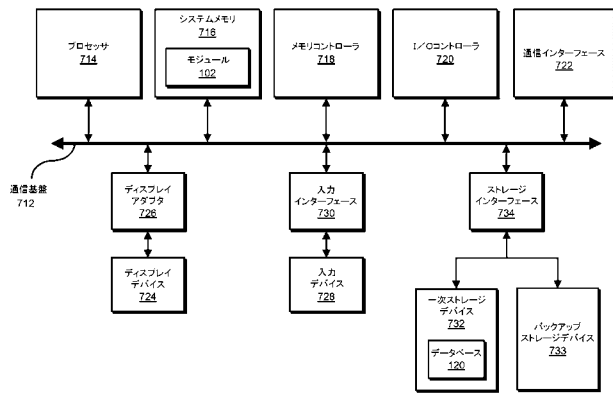 プロセッサ
714
システムメモリ
716
モジュール
102
メモリコントローラ
718
I/Oコントローラ
720
通信インターフェース
722
通信基盤
712
ディスプレイ
アダプタ
726
入力
インターフェース
730
ストレージ
インターフェース
734
ディスプレイ
デバイス
724
入力
デバイス
728
一次ストレージ
デバイス
732
データベース
120
バックアップ
ストレージデバイス
733